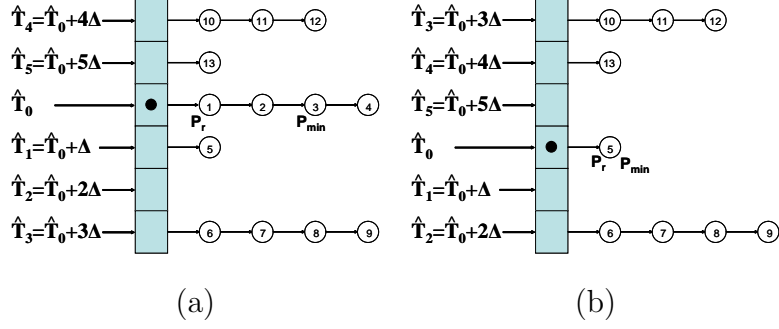 T̂₄=T̂₀+4Δ 10 11 12
T̂₅=T̂₀+5Δ 13
T̂₀ 1 2 3 4
Pᵣ Pₘᵢₙ
T̂₁=T̂₀+Δ 5
T̂₂=T̂₀+2Δ
T̂₃=T̂₀+3Δ 6 7 8 9
(a)
T̂₃=T̂₀+3Δ 10 11 12
T̂₄=T̂₀+4Δ 13
T̂₅=T̂₀+5Δ
T̂₀ 5
Pᵣ Pₘᵢₙ
T̂₁=T̂₀+Δ
T̂₂=T̂₀+2Δ 6 7 8 9
(b)